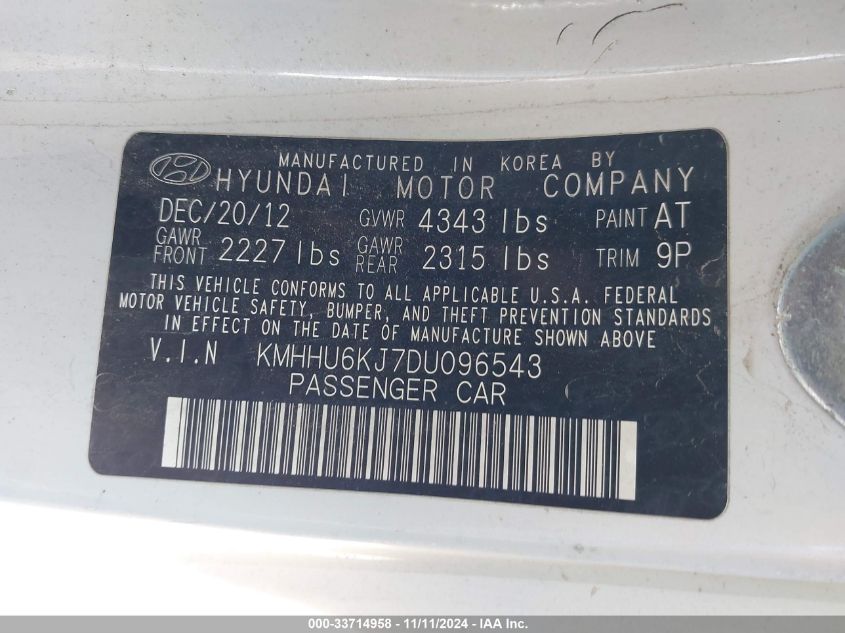 MANUFACTURED IN KOREA BY
HYUNDAI MOTOR COMPANY
DEC/20/12 GVWR 4343 lbs PAINT AT
GAWR FRONT 2227 lbs GAWR REAR 2315 lbs TRIM 9P
THIS VEHICLE CONFORMS TO ALL APPLICABLE U.S.A. FEDERAL
MOTOR VEHICLE SAFETY, BUMPER, AND THEFT PREVENTION STANDARDS
IN EFFECT ON THE DATE OF MANUFACTURE SHOWN ABOVE
V.I.N KMHHU6KJ7DU096543
PASSENGER CAR
000-33714958 - 11/11/2024 - IAAI.com